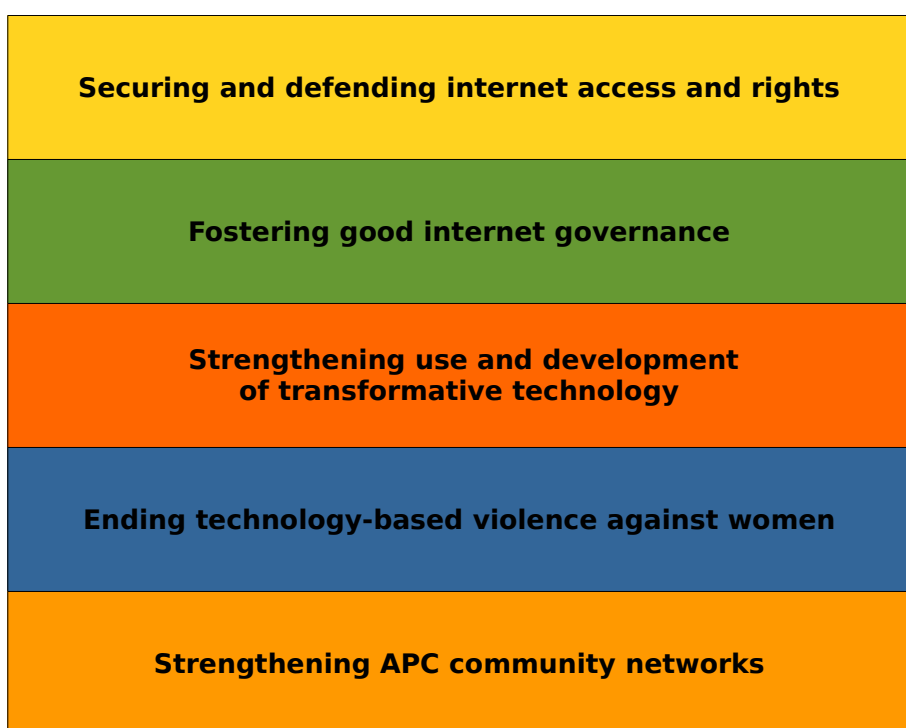 Securing and defending internet access and rights
Fostering good internet governance
Strengthening use and development
of transformative technology
Ending technology-based violence against women
Strengthening APC community networks